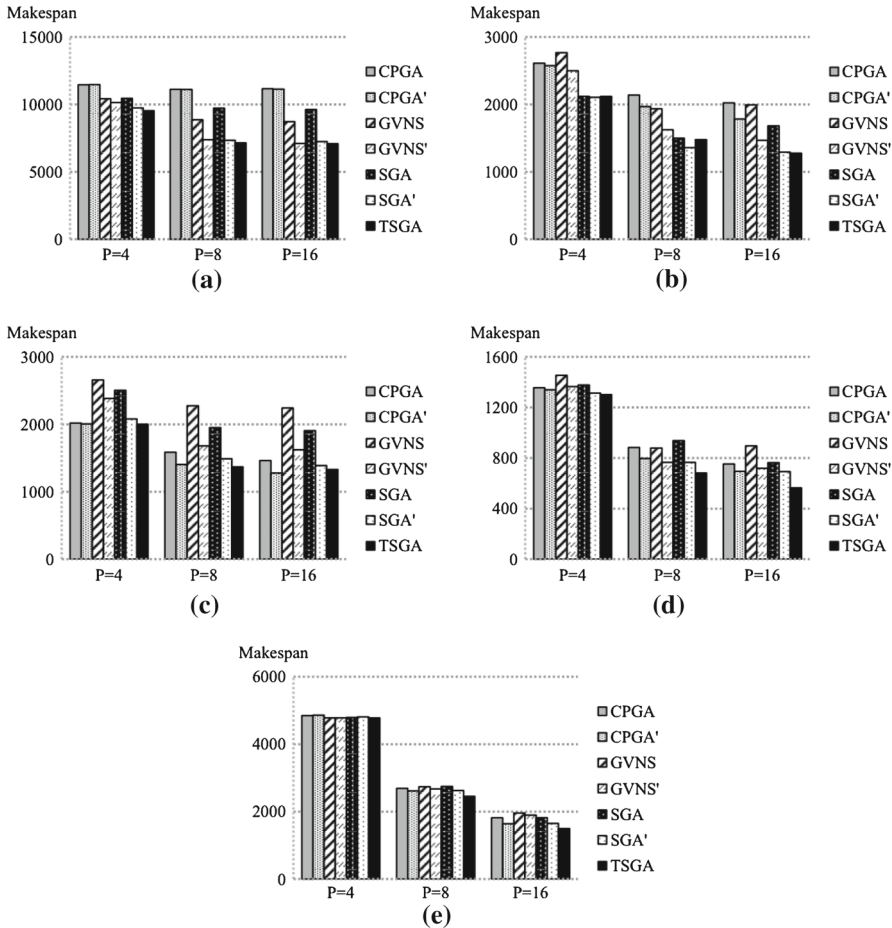 Makespan
15000
10000
5000
0
P=4 P=8 P=16
CPGA
CPGA'
GVNS
GVNS'
SGA
SGA'
TSGA
(a)
Makespan
3000
2000
1000
0
P=4 P=8 P=16
CPGA
CPGA'
GVNS
GVNS'
SGA
SGA'
TSGA
(b)
Makespan
3000
2000
1000
0
P=4 P=8 P=16
CPGA
CPGA'
GVNS
GVNS'
SGA
SGA'
TSGA
(c)
Makespan
1600
1200
800
400
0
P=4 P=8 P=16
CPGA
CPGA'
GVNS
GVNS'
SGA
SGA'
TSGA
(d)
Makespan
6000
4000
2000
0
P=4 P=8 P=16
CPGA
CPGA'
GVNS
GVNS'
SGA
SGA'
TSGA
(e)